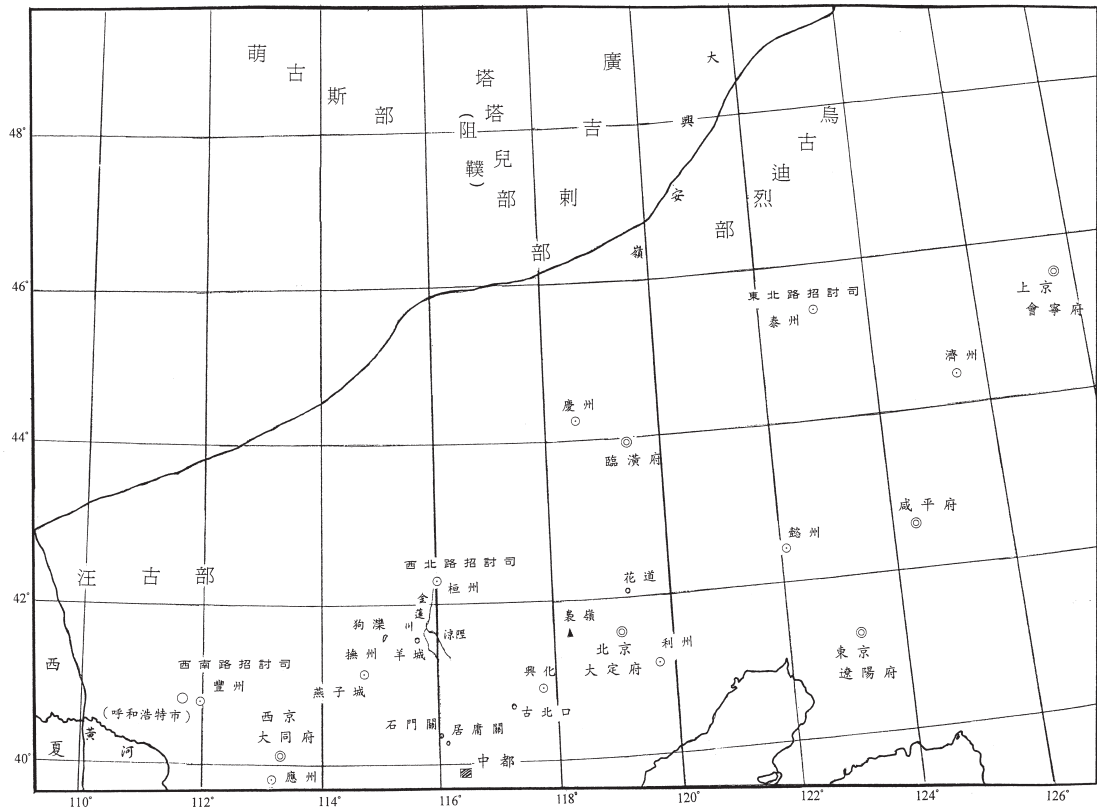 萌古斯部
塔塔兒部
(阻䪁)
廣吉剌部
大興安嶺
烏古迪烈部
48°
46°
44°
42°
40°
上京
會寧府
東北路招討司
泰州
濟州
慶州
臨潢府
咸平府
懿州
汪古部
西北路招討司
桓州
金蓮川
涼陘
花道
裊嶺
狗濼
羊城
撫州
燕子城
北京
大定府
利州
東京
遼陽府
西南路招討司
豐州
(呼和浩特市)
興化
古北口
西京
大同府
石門關
居庸關
西夏
黃河
應州
中都
110°
112°
114°
116°
118°
120°
122°
124°
126°